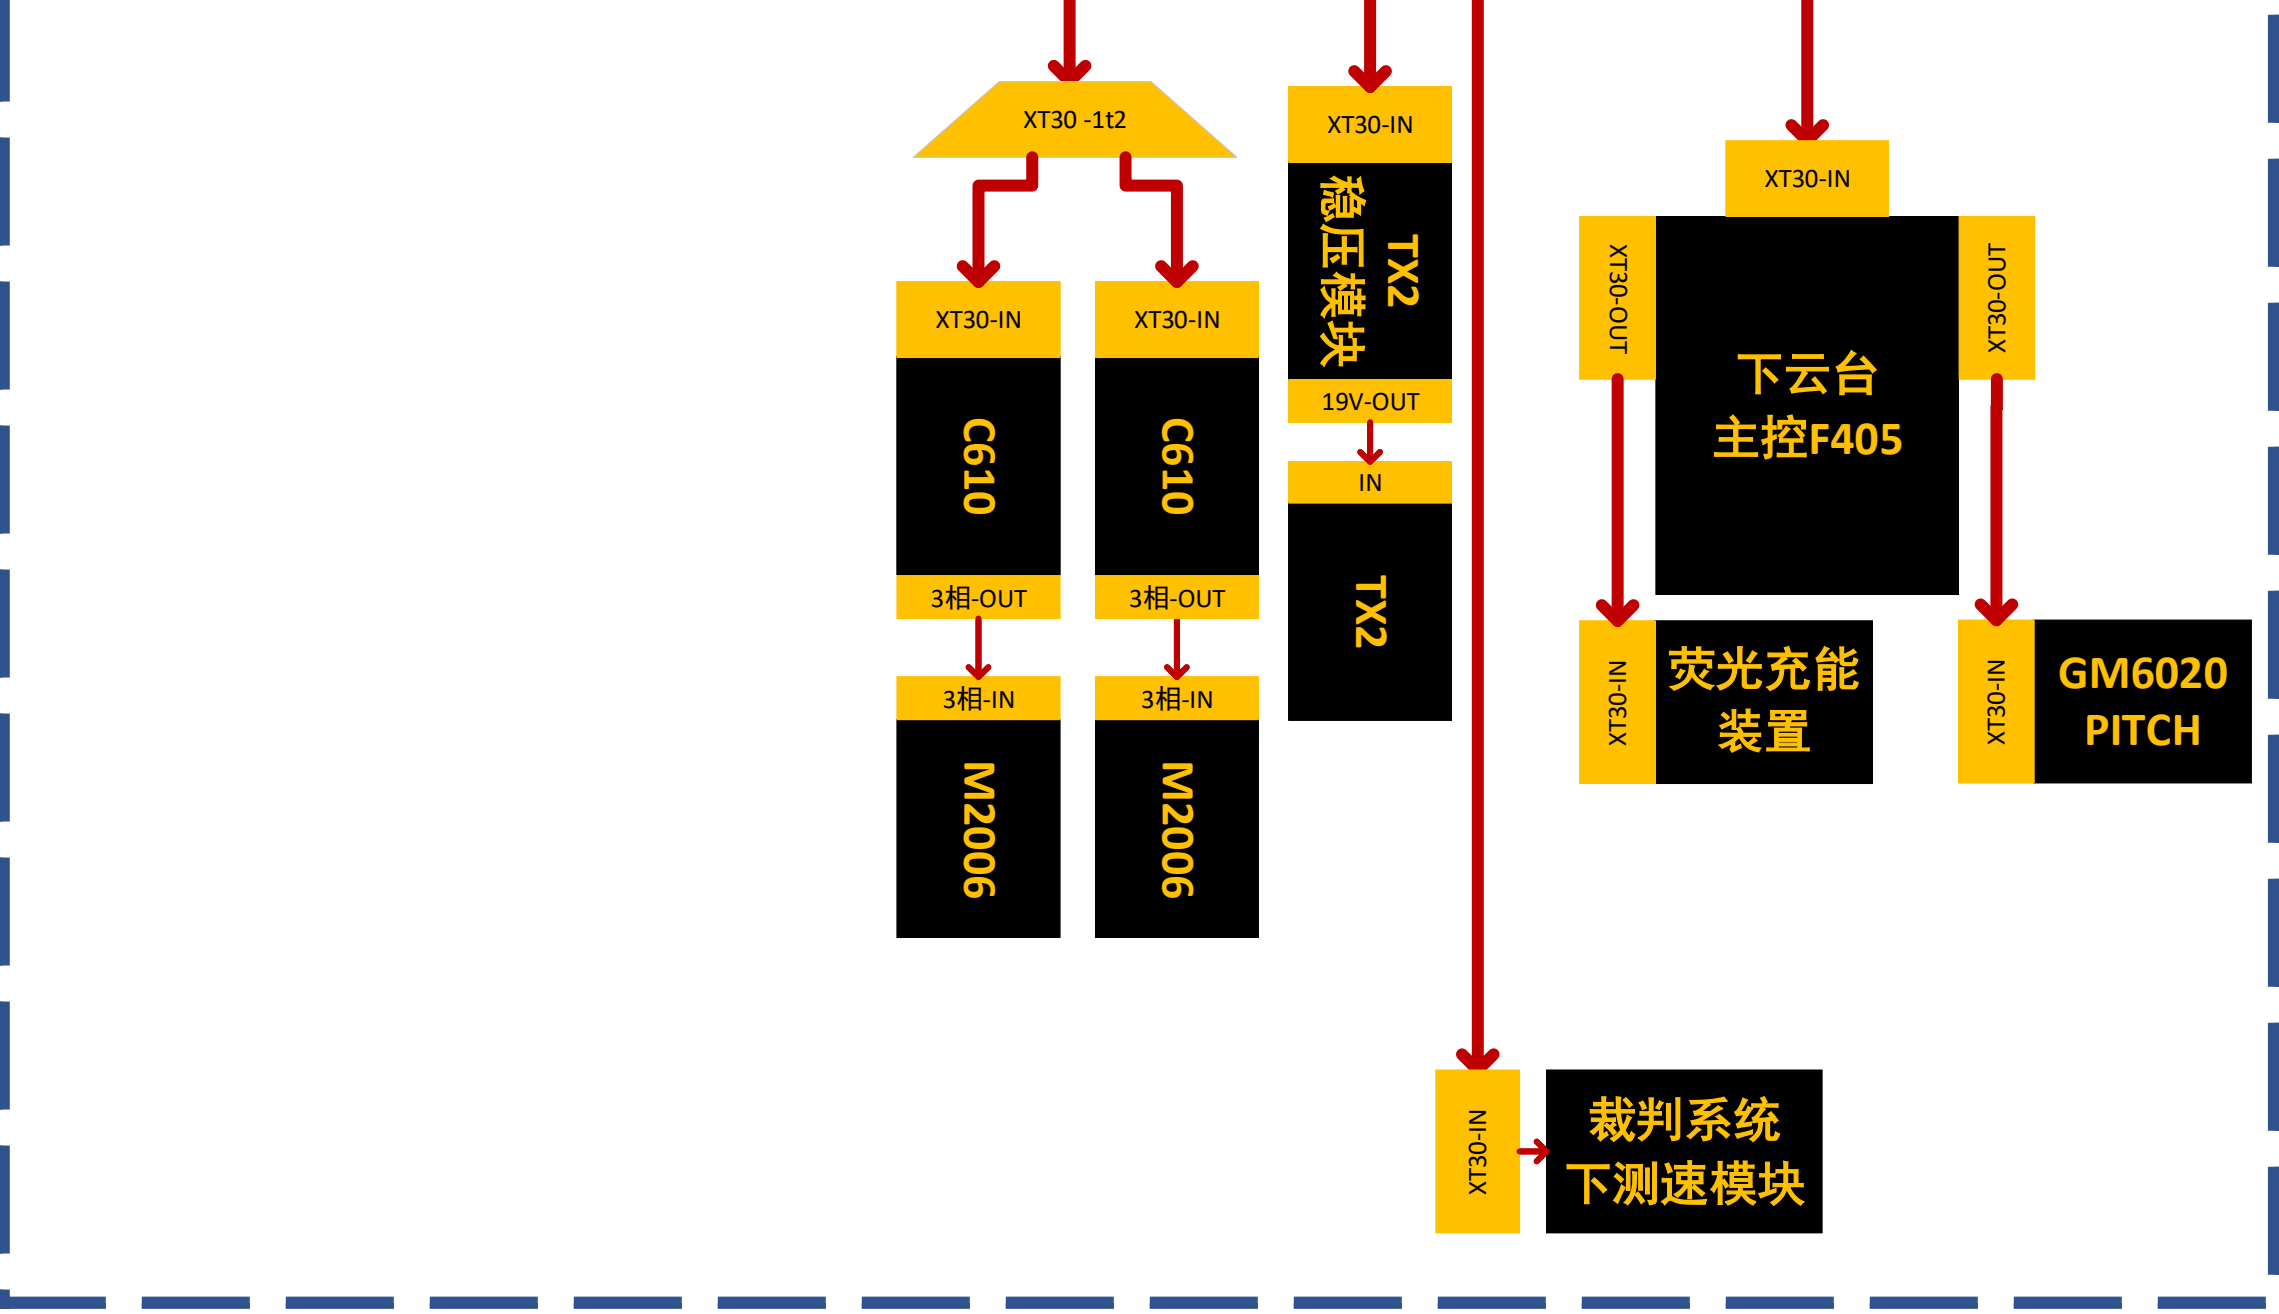 XT30 -1t2
XT30-IN
C610
3相-OUT
3相-IN
M2006
XT30-IN
C610
3相-OUT
3相-IN
M2006
XT30-IN
TX2
稳压模块
19V-OUT
IN
TX2
XT30-IN
XT30-OUT
下云台
主控F405
XT30-OUT
XT30-IN
荧光充能
装置
XT30-IN
GM6020
PITCH
XT30-IN
裁判系统
下测速模块